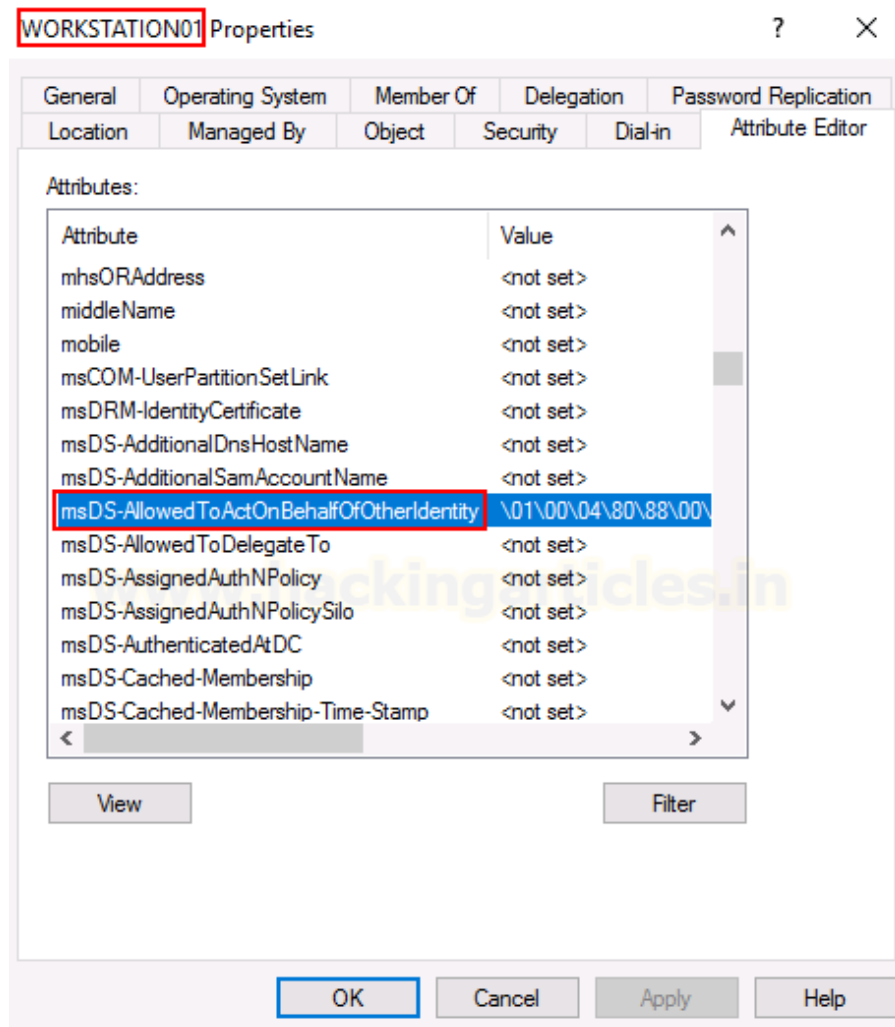 WORKSTATION01 Properties ? ×
General Operating System Member Of Delegation Password Replication
Location Managed By Object Security Dial-in Attribute Editor
Attributes:
Attribute Value
mhsORAddress <not set>
middleName <not set>
mobile <not set>
msCOM-UserPartitionSetLink <not set>
msDRM-IdentityCertificate <not set>
msDS-AdditionalDnsHostName <not set>
msDS-AdditionalSamAccountName <not set>
msDS-AllowedToActOnBehalfOfOtherIdentity \01\00\04\80\88\00\
msDS-AllowedToDelegateTo <not set>
msDS-AssignedAuthNPolicy <not set>
www.hackingarticles.in
msDS-AssignedAuthNPolicySilo <not set>
msDS-AuthenticatedAtDC <not set>
msDS-Cached-Membership <not set>
msDS-Cached-Membership-Time-Stamp <not set>
View Filter
OK Cancel Apply Help